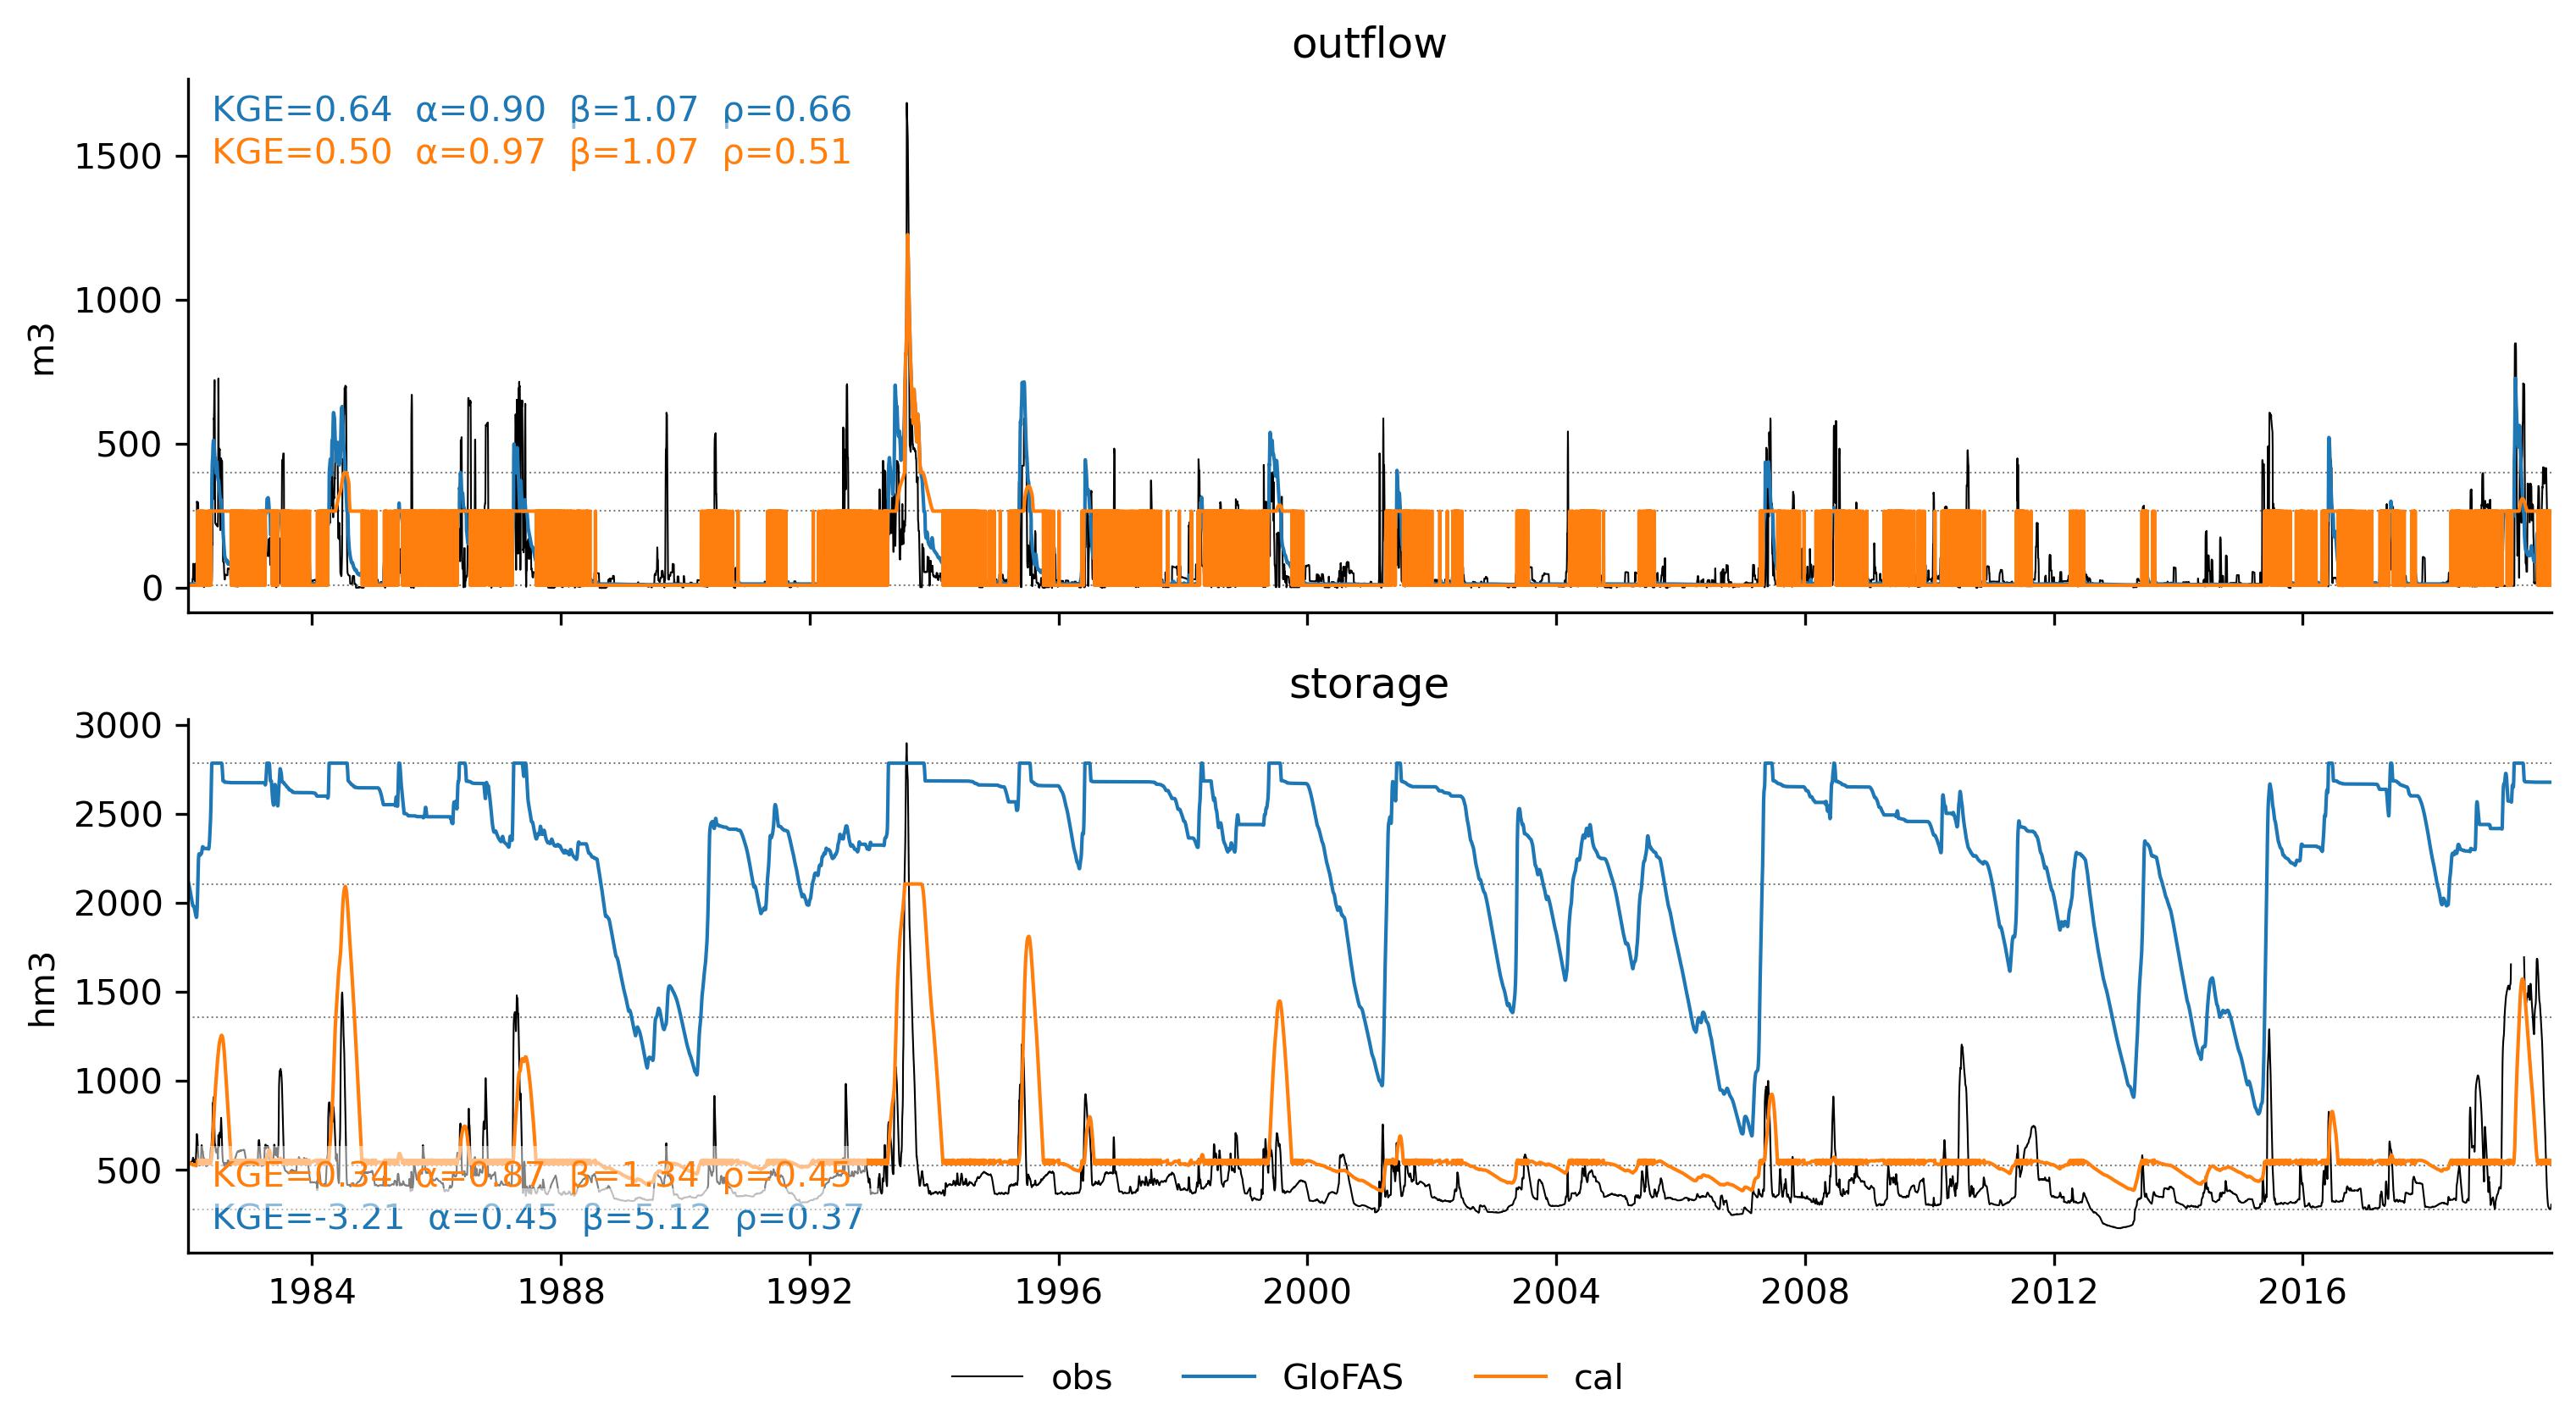 outflow
KGE=0.64 α=0.90 β=1.07 ρ=0.66
KGE=0.50 α=0.97 β=1.07 ρ=0.51
1500
1000
500
0
m3
storage
3000
2500
2000
1500
1000
500
hm3
KGE=0.34 α=0.87 β=1.34 ρ=0.45
KGE=-3.21 α=0.45 β=5.12 ρ=0.37
1984 1988 1992 1996 2000 2004 2008 2012 2016
obs GloFAS cal